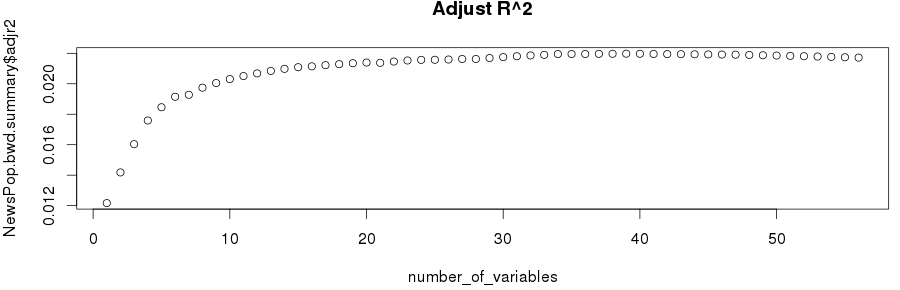 Adjust R^2
NewsPop.bwd.summary$adjr2
0.020
0.016
0.012
0 10 20 30 40 50
number_of_variables